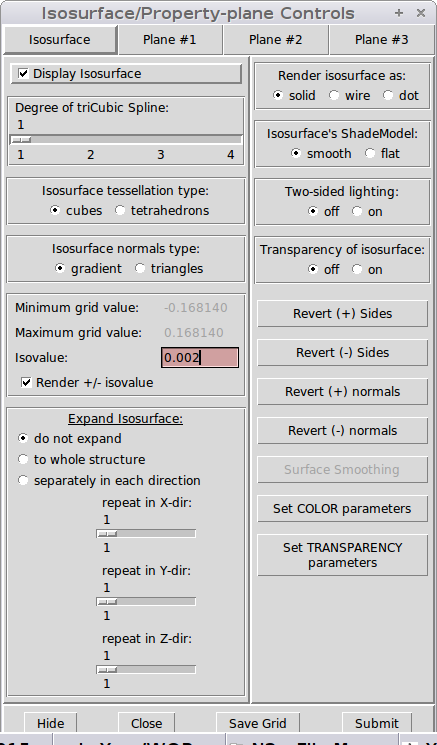 Isosurface/Property-plane Controls
Isosurface
Plane #1
Plane #2
Plane #3
Display Isosurface
Degree of triCubic Spline:
1
1 2 3 4
Isosurface tessellation type:
cubes tetrahedrons
Isosurface normals type:
gradient triangles
Minimum grid value: -0.168140
Maximum grid value: 0.168140
Isovalue: 0.002
Render +/- isovalue
Expand Isosurface:
do not expand
to whole structure
separately in each direction
repeat in X-dir:
1
1
repeat in Y-dir:
1
1
repeat in Z-dir:
1
1
Render isosurface as:
solid wire dot
Isosurface's ShadeModel:
smooth flat
Two-sided lighting:
off on
Transparency of isosurface:
off on
Revert (+) Sides
Revert (-) Sides
Revert (+) normals
Revert (-) normals
Surface Smoothing
Set COLOR parameters
Set TRANSPARENCY
parameters
Hide
Close
Save Grid
Submit